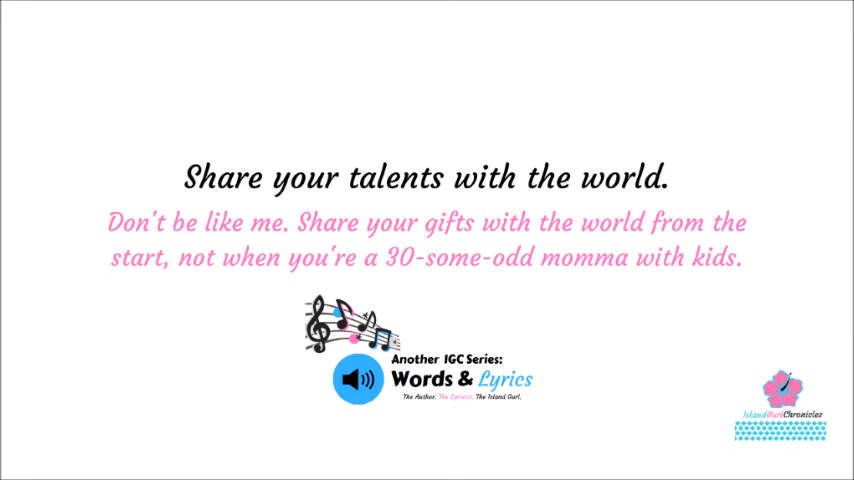 Share your talents with the world.
Don't be like me. Share your gifts with the world from the
start, not when you're a 30-some-odd momma with kids.
Another IGC Series:
Words & Lyrics
The Author, The Lyricist, The Island Gurl,
IslandGurlChronicles